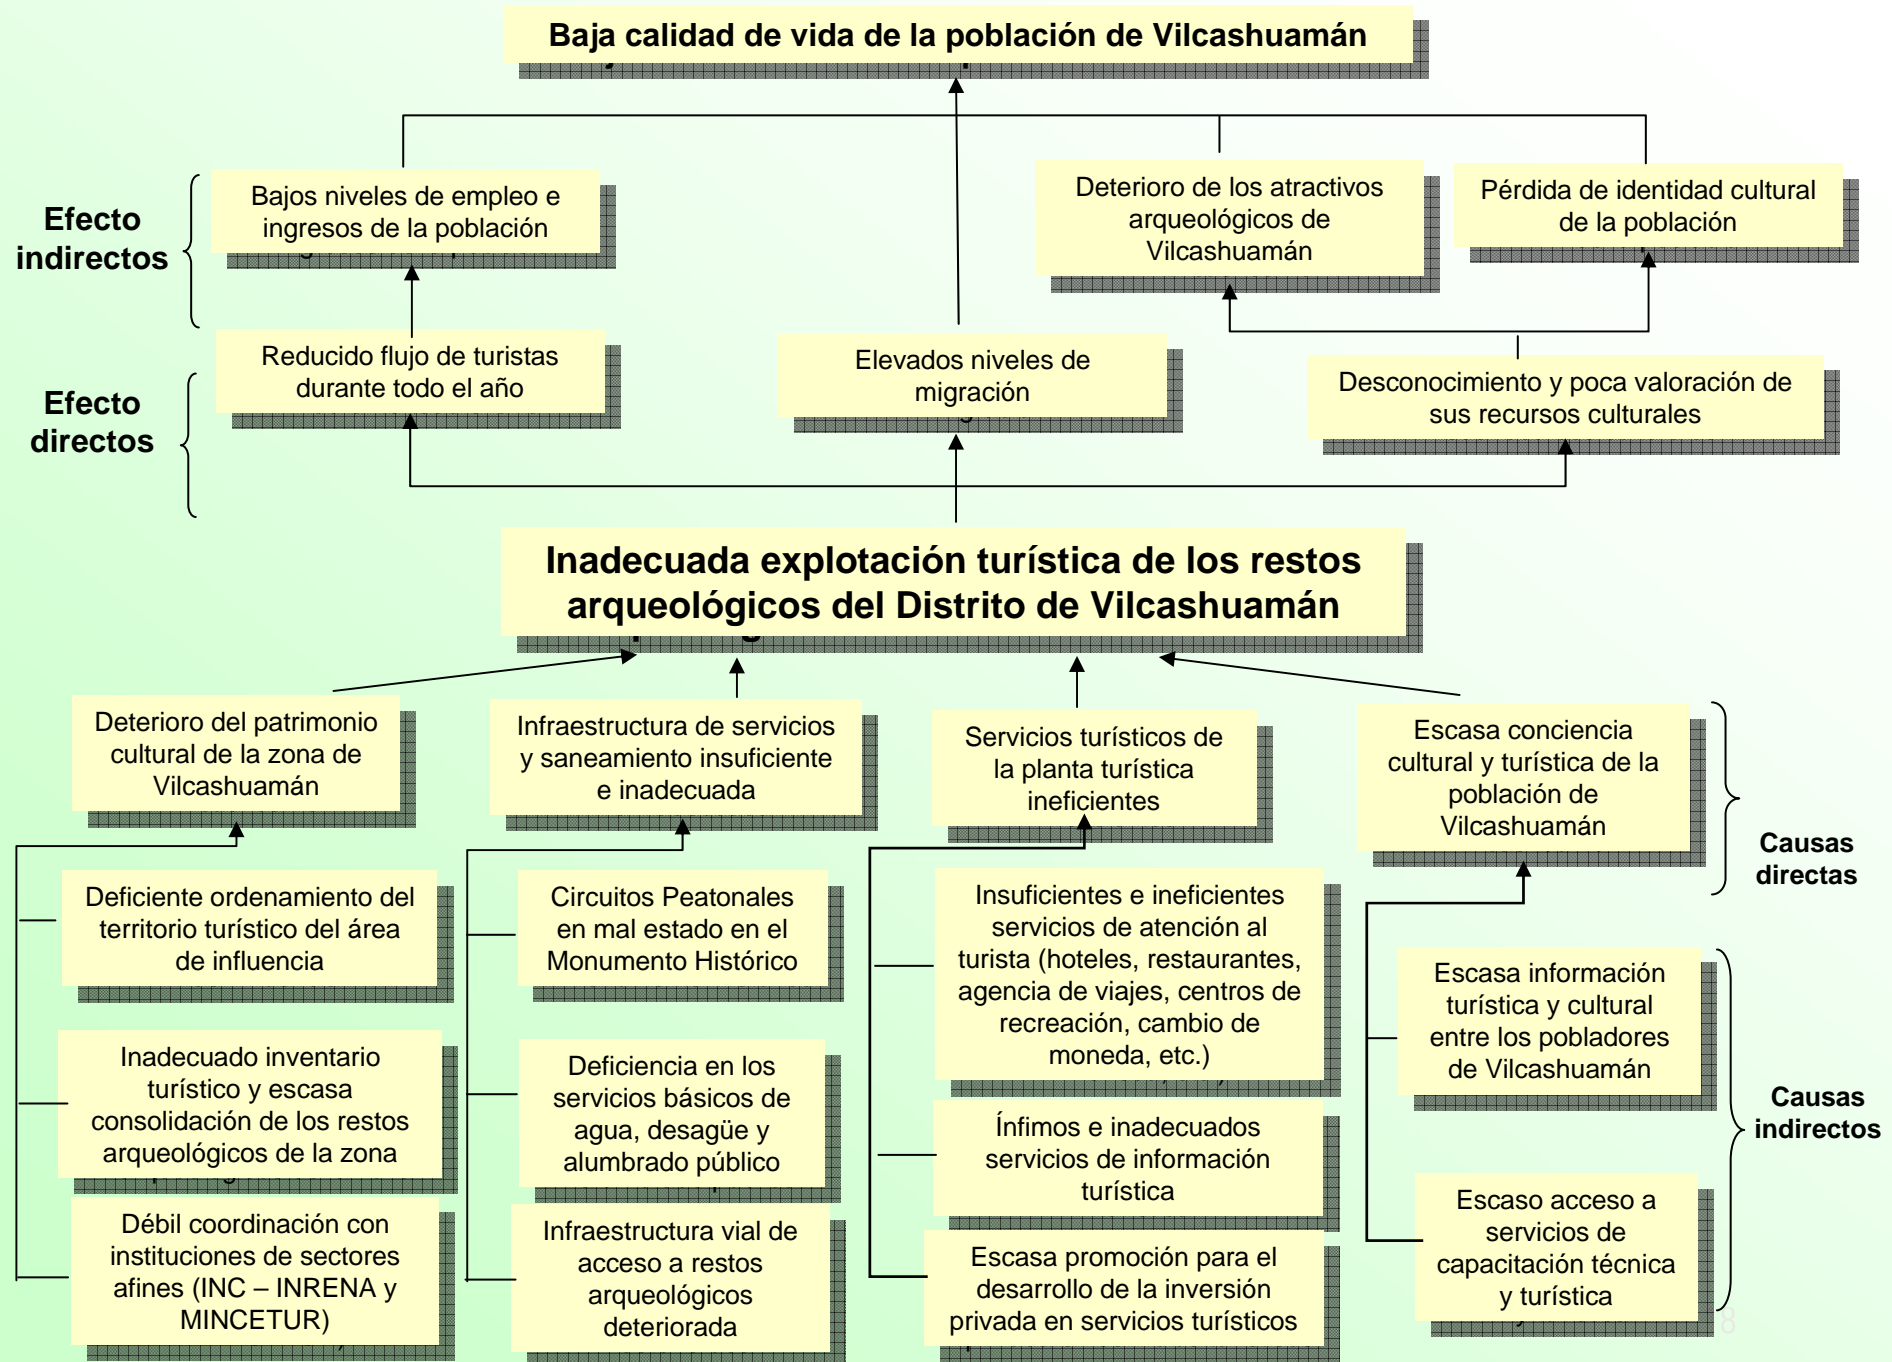 Baja calidad de vida de la población de Vilcashuamán
Efecto
indirectos
Bajos niveles de empleo e
ingresos de la población
Deterioro de los atractivos
arqueológicos de
Vilcashuamán
Pérdida de identidad cultural
de la población
Efecto
directos
Reducido flujo de turistas
durante todo el año
Elevados niveles de
migración
Desconocimiento y poca valoración de
sus recursos culturales
Inadecuada explotación turística de los restos
arqueológicos del Distrito de Vilcashuamán
Deterioro del patrimonio
cultural de la zona de
Vilcashuamán
Infraestructura de servicios
y saneamiento insuficiente
e inadecuada
Servicios turísticos de
la planta turística
ineficientes
Escasa conciencia
cultural y turística de la
población de
Vilcashuamán
Causas
directas
Deficiente ordenamiento del
territorio turístico del área
de influencia
Inadecuado inventario
turístico y escasa
consolidación de los restos
arqueológicos de la zona
Débil coordinación con
instituciones de sectores
afines (INC – INRENA y
MINCETUR)
Circuitos Peatonales
en mal estado en el
Monumento Histórico
Deficiencia en los
servicios básicos de
agua, desagüe y
alumbrado público
Infraestructura vial de
acceso a restos
arqueológicos
deteriorada
Insuficientes e ineficientes
servicios de atención al
turista (hoteles, restaurantes,
agencia de viajes, centros de
recreación, cambio de
moneda, etc.)
Ínfimos e inadecuados
servicios de información
turística
Escasa promoción para el
desarrollo de la inversión
privada en servicios turísticos
Escasa información
turística y cultural
entre los pobladores
de Vilcashuamán
Escaso acceso a
servicios de
capacitación técnica
y turística
Causas
indirectos
8